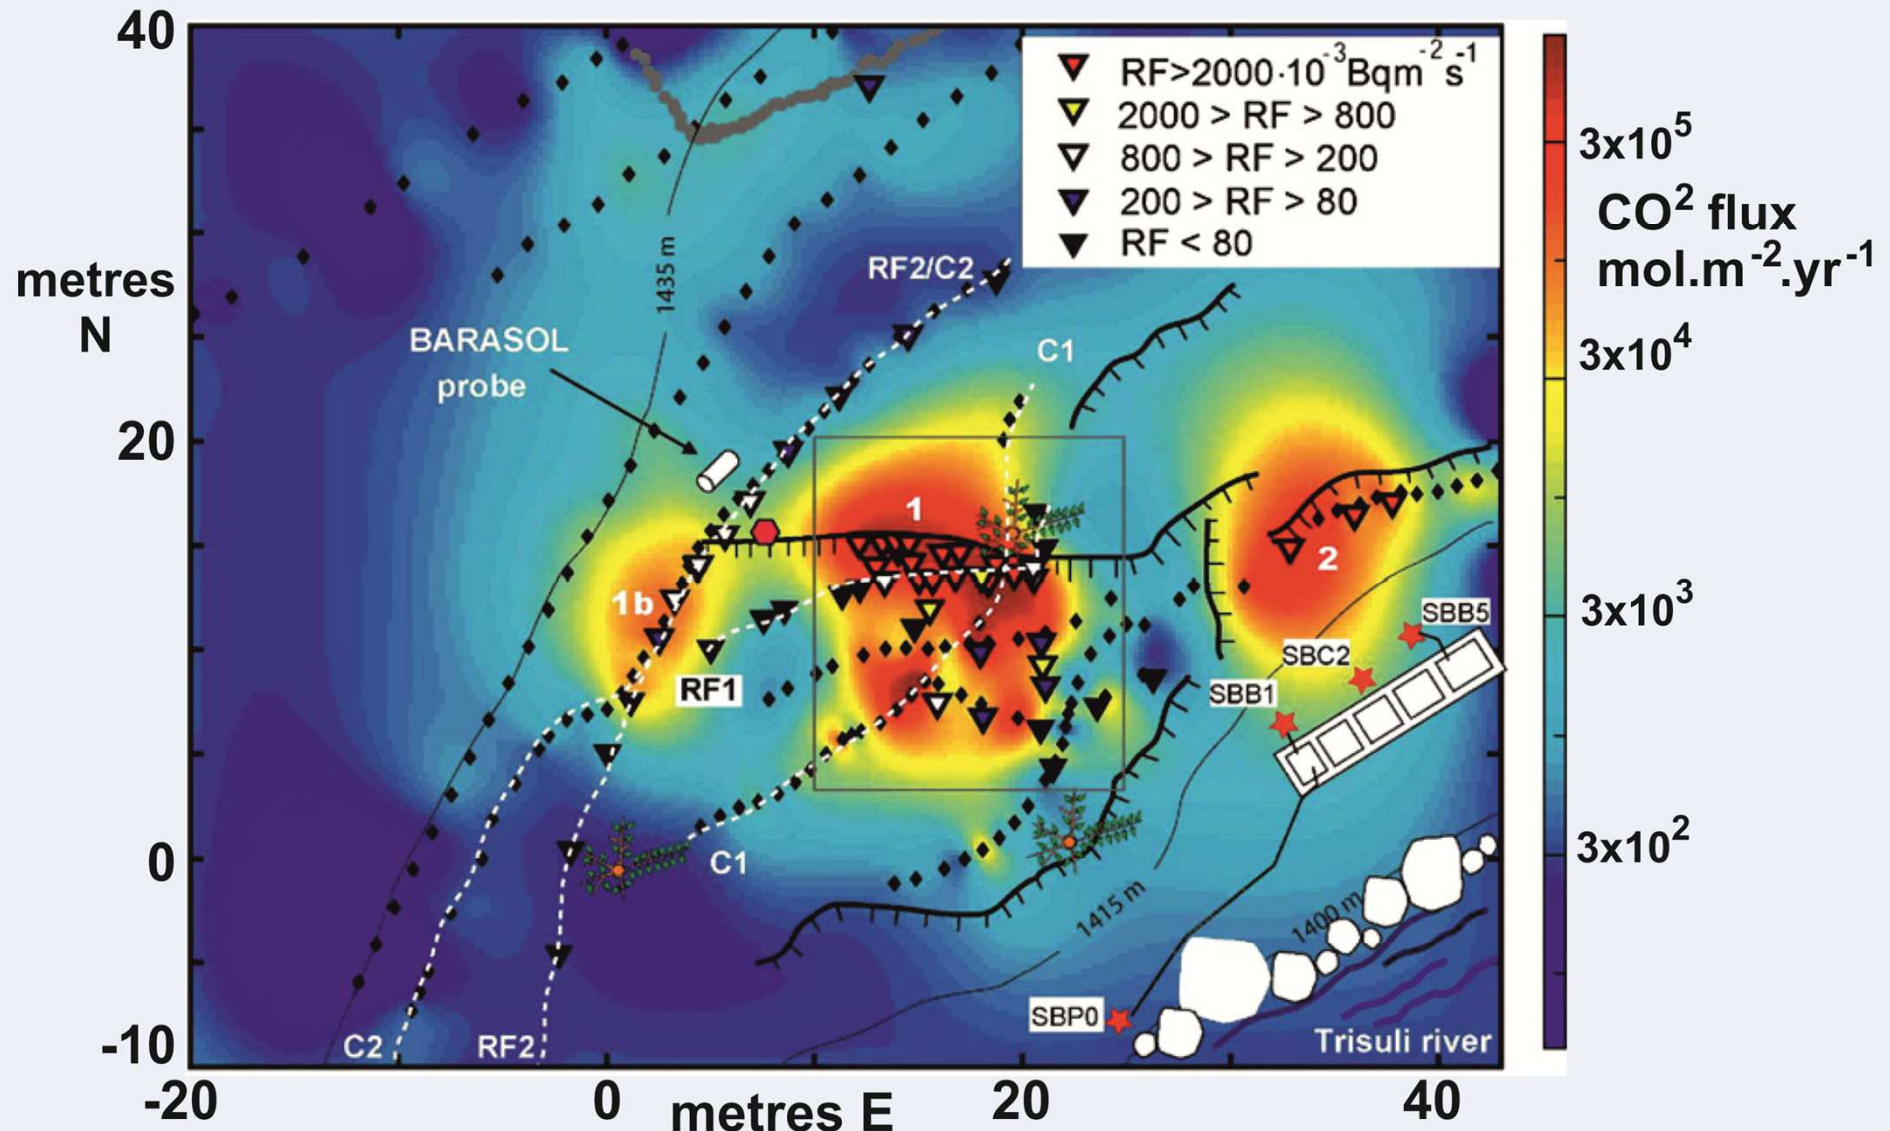 40
20
0
-10
metres
N
-20
0
20
40
metres E
RF>2000·10⁻³Bqm⁻²s⁻¹
2000 > RF > 800
800 > RF > 200
200 > RF > 80
RF < 80
3x10⁵
CO² flux
mol.m⁻².yr⁻¹
3x10⁴
3x10³
3x10²
1435 m
RF2/C2
BARASOL
probe
C1
1
2
1b
RF1
SBB5
SBC2
SBB1
C1
1415 m
1400 m
SBP0
C2
RF2
Trisuli river